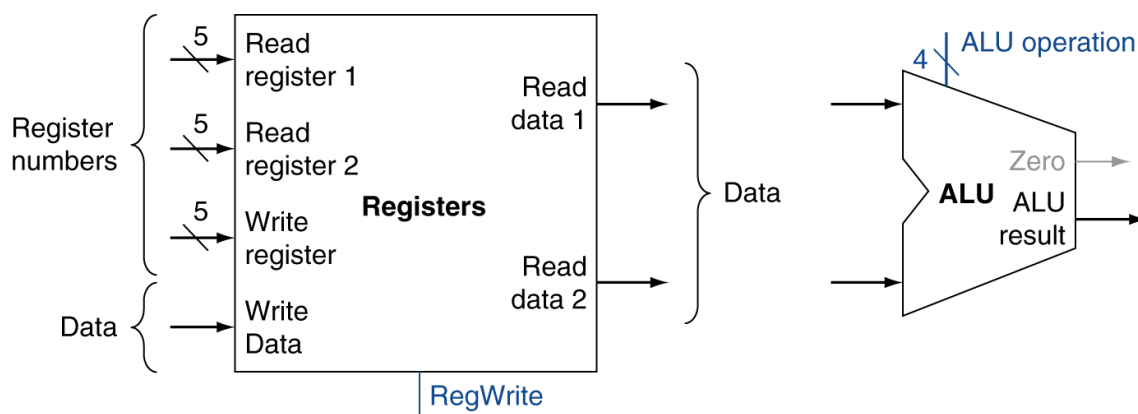 Register
numbers
Data
5
Read
register 1
5
Read
register 2
5
Write
register
Write
Data
Registers
Read
data 1
Read
data 2
RegWrite
Data
4
ALU operation
Zero
ALU
ALU
result